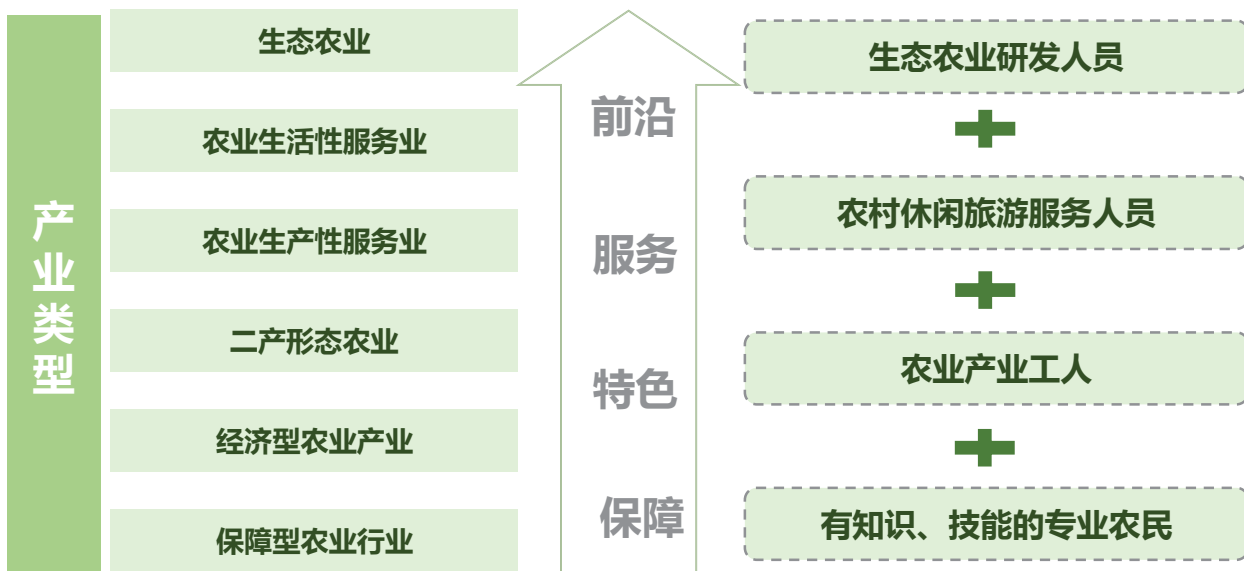 产业类型
生态农业
农业生活性服务业
农业生产性服务业
二产形态农业
经济型农业产业
保障型农业行业
前沿
服务
特色
保障
生态农业研发人员
农村休闲旅游服务人员
农业产业工人
有知识、技能的专业农民